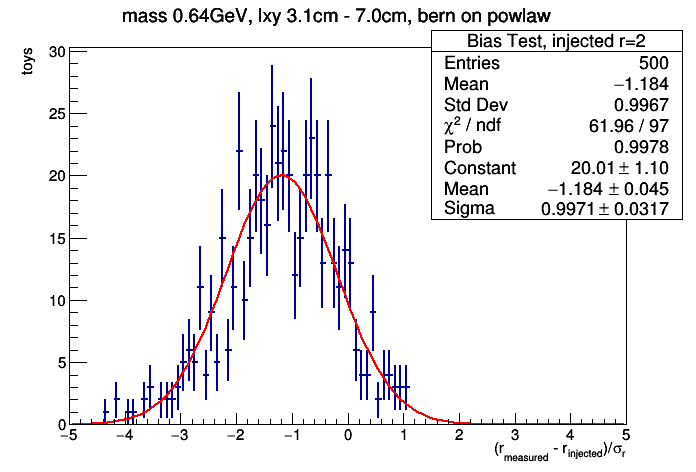 mass 0.64GeV, lxy 3.1cm - 7.0cm, bern on powlaw
toys
Bias Test, injected r=2
Entries 500
Mean −1.184
Std Dev 0.9967
χ² / ndf 61.96 / 97
Prob 0.9978
Constant 20.01 ± 1.10
Mean −1.184 ± 0.045
Sigma 0.9971 ± 0.0317
30
25
20
15
10
5
0
−5 −4 −3 −2 −1 0 1 2 3 4 5
(r_measured - r_injected)/σ_r